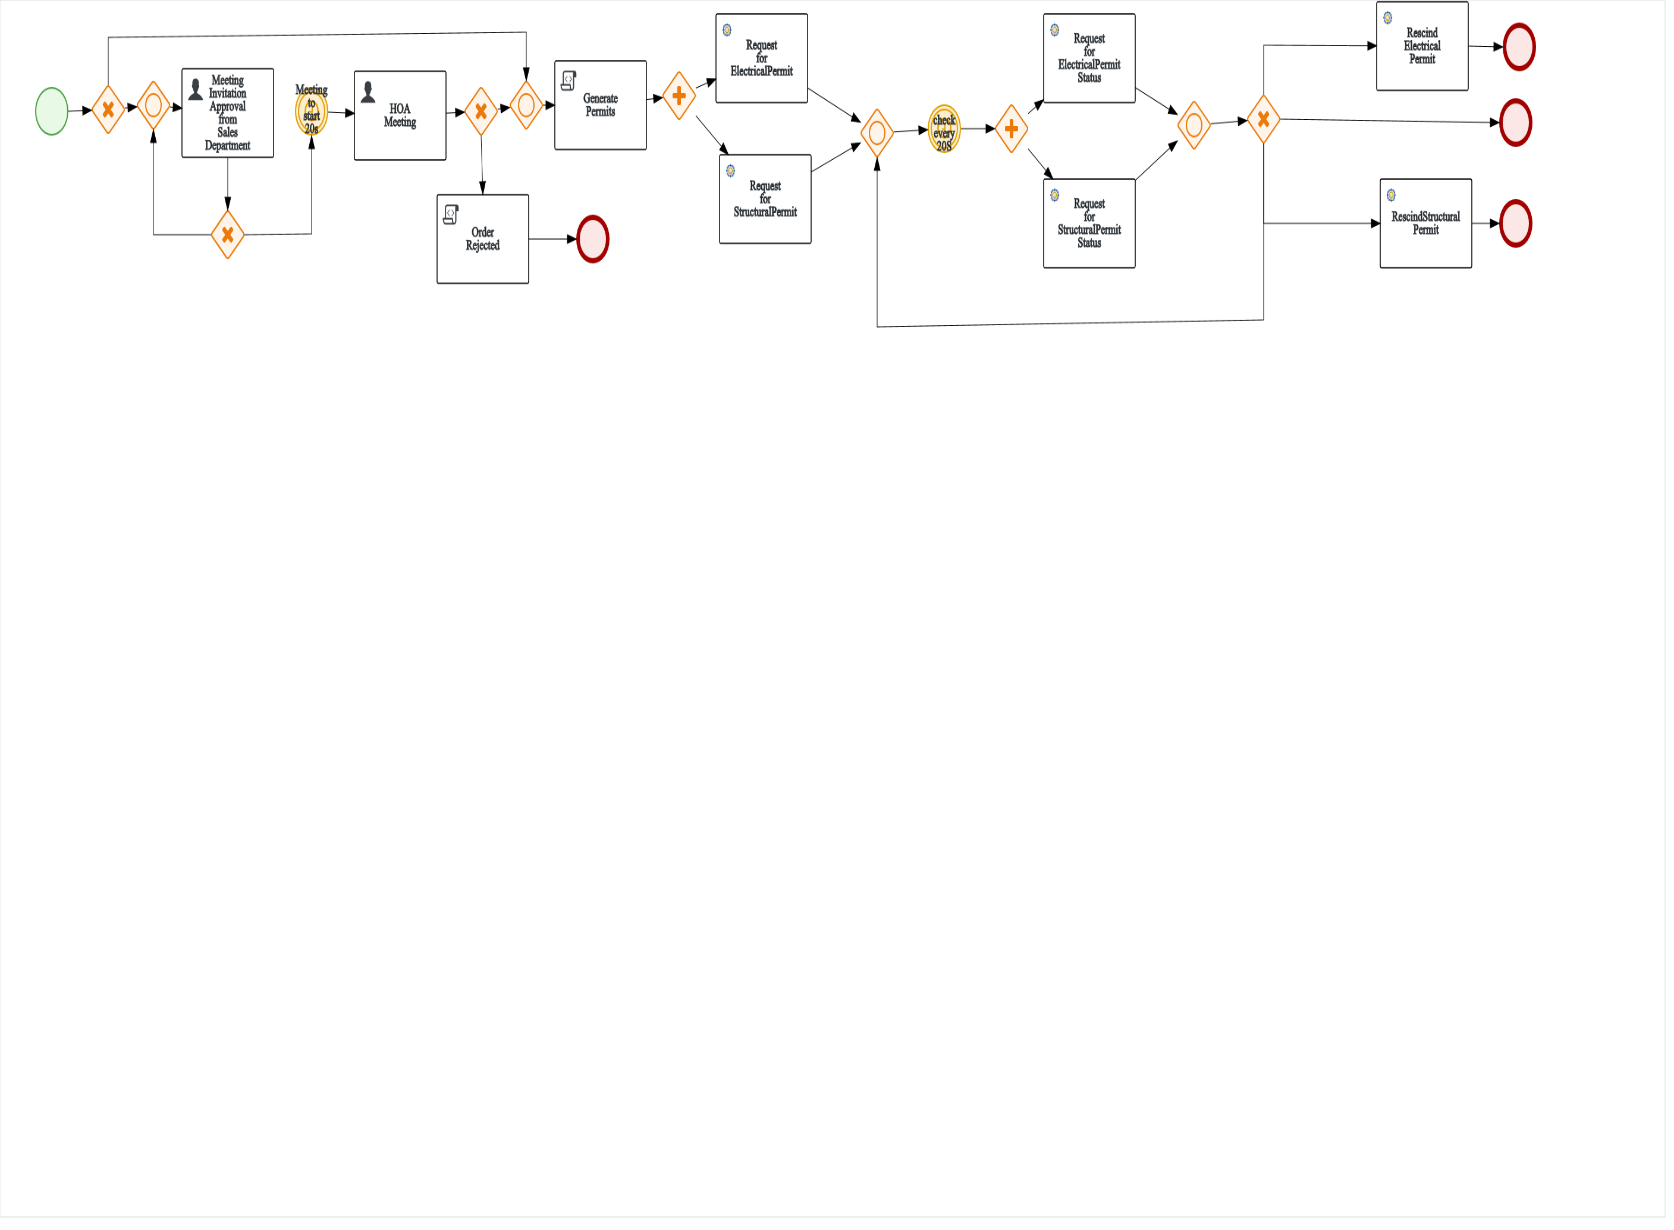 Meeting
Invitation
Approval
from
Sales
Department
Meeting
to
start
20s
HOA
Meeting
Order
Rejected
Generate
Permits
Request
for
ElectricalPermit
Request
for
StructuralPermit
check
every
20S
Request
for
ElectricalPermit
Status
Request
for
StructuralPermit
Status
Rescind
Electrical
Permit
RescindStructural
Permit